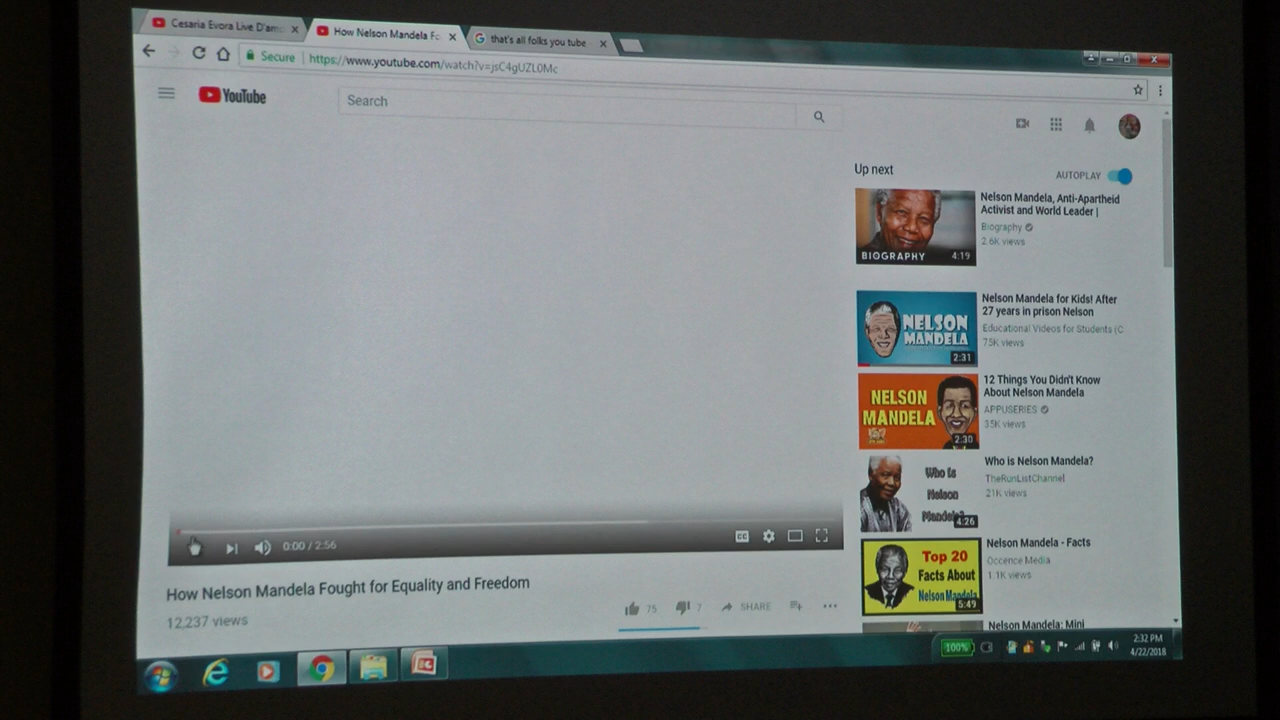 Cesaria Evora Live D'am
How Nelson Mandela Fo
that's all folks you tube
Secure
https://www.youtube.com/watch?v=jsC4gUZL0Mc
YouTube
Search
Up next
AUTOPLAY
BIOGRAPHY 4:19
Nelson Mandela, Anti-Apartheid
Activist and World Leader |
Biography
2.6K views
NELSON
MANDELA
2:31
Nelson Mandela for Kids! After
27 years in prison Nelson
Educational Videos for Students (C
75K views
NELSON
MANDELA
2:30
12 Things You Didn't Know
About Nelson Mandela
APPUSERIES
35K views
Who is
Nelson
Mandela?
4:26
Who is Nelson Mandela?
TheRunListChannel
21K views
Top 20
Facts About
Nelson Mandela
5:49
Nelson Mandela - Facts
Occence Media
1.1K views
Nelson Mandela: Mini
0:00 / 2:56
CC
How Nelson Mandela Fought for Equality and Freedom
12,237 views
75
7
SHARE
100%
2:32 PM
4/22/2018